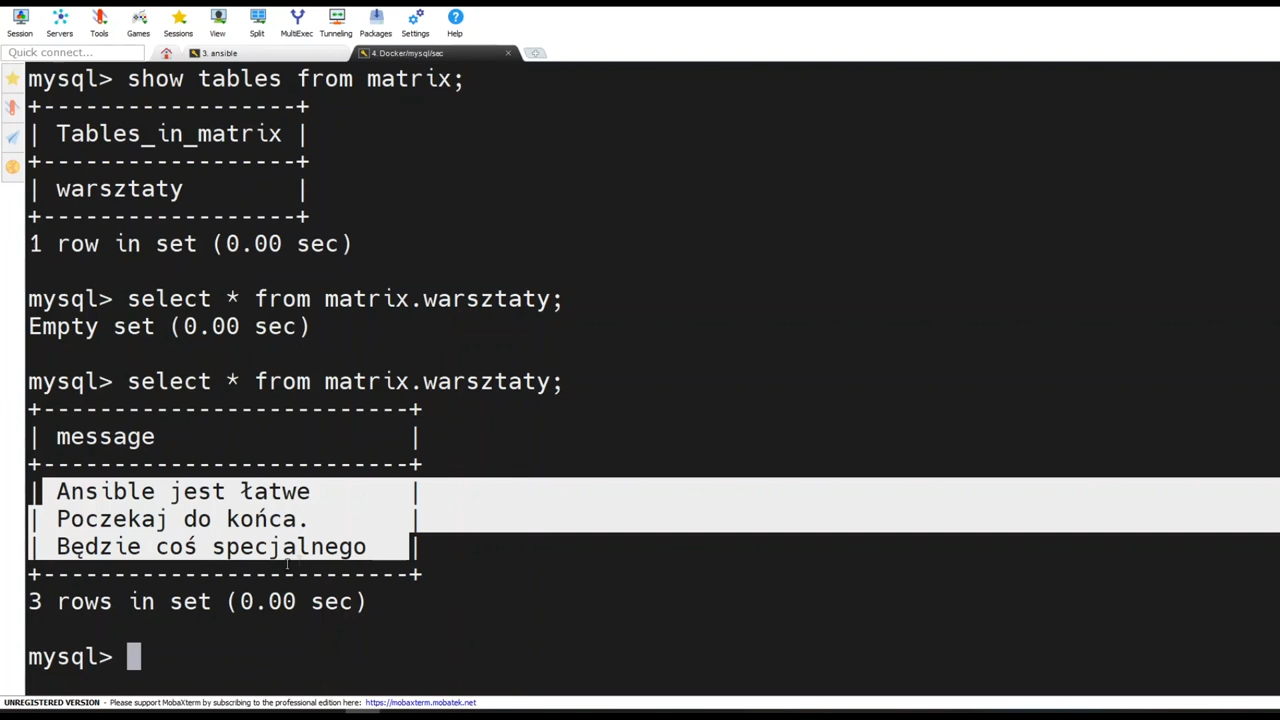 Session Servers Tools Games Sessions View Split MultiExec Tunneling Packages Settings Help
Quick connect... 3. ansible 4. Docker/mysql/sec
mysql> show tables from matrix;
+------------------+
| Tables_in_matrix |
+------------------+
| warsztaty        |
+------------------+
1 row in set (0.00 sec)
mysql> select * from matrix.warsztaty;
Empty set (0.00 sec)
mysql> select * from matrix.warsztaty;
+--------------------------+
| message                  |
+--------------------------+
| Ansible jest łatwe       |
| Poczekaj do końca.       |
| Będzie coś specjalnego   |
+--------------------------+
3 rows in set (0.00 sec)
mysql>
UNREGISTERED VERSION - Please support MobaXterm by subscribing to the professional edition here: https://mobaxterm.mobatek.net